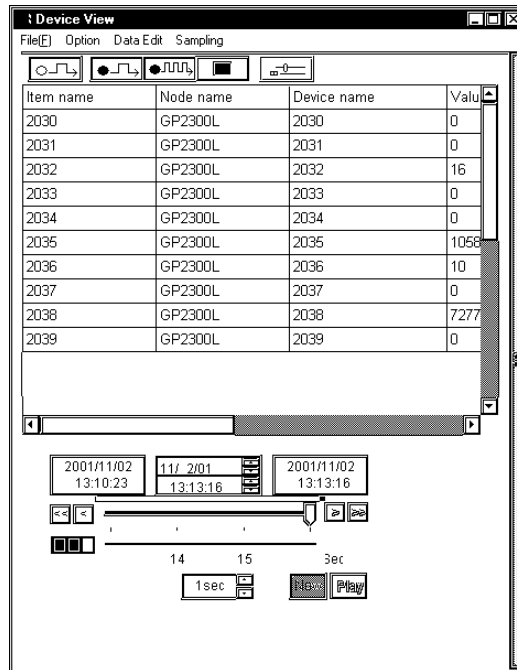 Device View
File(F) Option Data Edit Sampling
Item name Node name Device name Valu
2030 GP2300L 2030 0
2031 GP2300L 2031 0
2032 GP2300L 2032 16
2033 GP2300L 2033 0
2034 GP2300L 2034 0
2035 GP2300L 2035 1058
2036 GP2300L 2036 10
2037 GP2300L 2037 0
2038 GP2300L 2038 7277
2039 GP2300L 2039 0
2001/11/02 11/ 2/01 2001/11/02
13:10:23 13:13:16 13:13:16
<< < > >>
14 15 Sec
1sec New Play